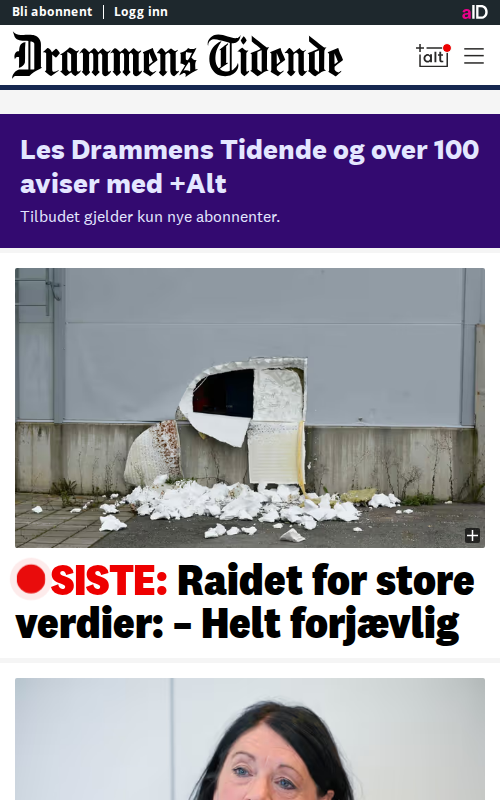 Bli abonnent | Logg inn
aID
Drammens Tidende
+alt
Les Drammens Tidende og over 100
aviser med +Alt
Tilbudet gjelder kun nye abonnenter.
SISTE: Raidet for store
verdier: – Helt forjævlig